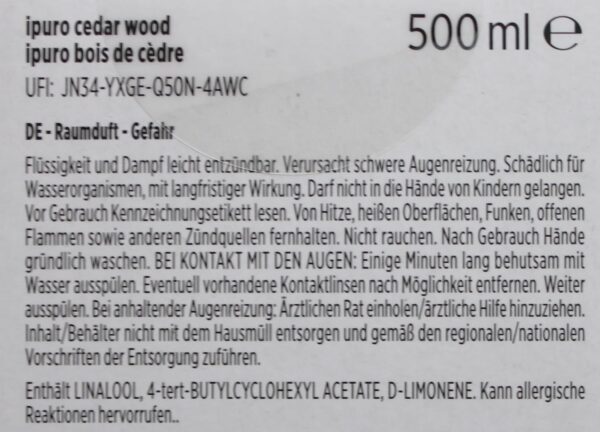 ipuro cedar wood
500 ml ℮
ipuro bois de cèdre
UFI: JN34-YXGE-Q50N-4AWC
DE - Raumduft - Gefahr
Flüssigkeit und Dampf leicht entzündbar. Verursacht schwere Augenreizung. Schädlich für
Wasserorganismen, mit langfristiger Wirkung. Darf nicht in die Hände von Kindern gelangen.
Vor Gebrauch Kennzeichnungsetikett lesen. Von Hitze, heißen Oberflächen, Funken, offenen
Flammen sowie anderen Zündquellen fernhalten. Nicht rauchen. Nach Gebrauch Hände
gründlich waschen. BEI KONTAKT MIT DEN AUGEN: Einige Minuten lang behutsam mit
Wasser ausspülen. Eventuell vorhandene Kontaktlinsen nach Möglichkeit entfernen. Weiter
ausspülen. Bei anhaltender Augenreizung: Ärztlichen Rat einholen/ärztliche Hilfe hinzuziehen.
Inhalt/Behälter nicht mit dem Hausmüll entsorgen und gemäß den regionalen/nationalen
Vorschriften der Entsorgung zuführen.
Enthält LINALOOL, 4-tert-BUTYLCYCLOHEXYL ACETATE, D-LIMONENE. Kann allergische
Reaktionen hervorrufen..